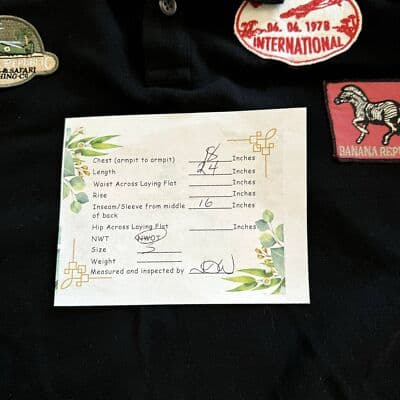 & SAFARI
04. 06. 1978
INTERNATIONAL
BANANA REP
Chest (armpit to armpit) 18 Inches
Length 24 Inches
Waist Across Laying Flat Inches
Rise Inches
Inseam/Sleeve from middle 16 Inches
of back
Hip Across Laying Flat Inches
NWT NWOT
Size S
Weight
Measured and inspected by